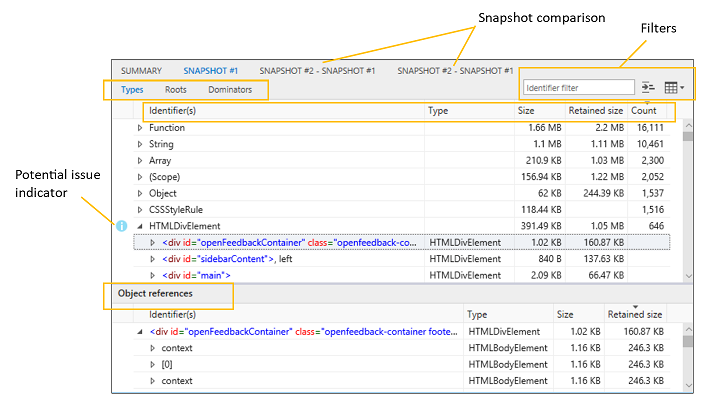 Snapshot comparison
Filters
SUMMARY SNAPSHOT #1 SNAPSHOT #2 - SNAPSHOT #1 SNAPSHOT #2 - SNAPSHOT #1
Types Roots Dominators Identifier filter
Identifier(s) Type Size Retained size Count
Function 1.66 MB 2.2 MB 16,111
String 1.1 MB 1.11 MB 10,461
Array 210.9 KB 1.03 MB 2,300
(Scope) 156.94 KB 1.22 MB 2,052
Object 62 KB 244.39 KB 1,537
CSSStyleRule 118.44 KB 1,516
Potential issue
indicator
HTMLDivElement 391.49 KB 1.05 MB 646
<div id="openFeedbackContainer" class="openfeedback-co... HTMLDivElement 1.02 KB 160.87 KB
<div id="sidebarContent">, left HTMLDivElement 840 B 137.63 KB
<div id="main"> HTMLDivElement 2.09 KB 66.47 KB
Object references
Identifier(s) Type Size Retained size
<div id="openFeedbackContainer" class="openfeedback-container foote... HTMLDivElement 1.02 KB 160.87 KB
context HTMLBodyElement 1.16 KB 246.3 KB
[0] HTMLBodyElement 1.16 KB 246.3 KB
context HTMLBodyElement 1.16 KB 246.3 KB